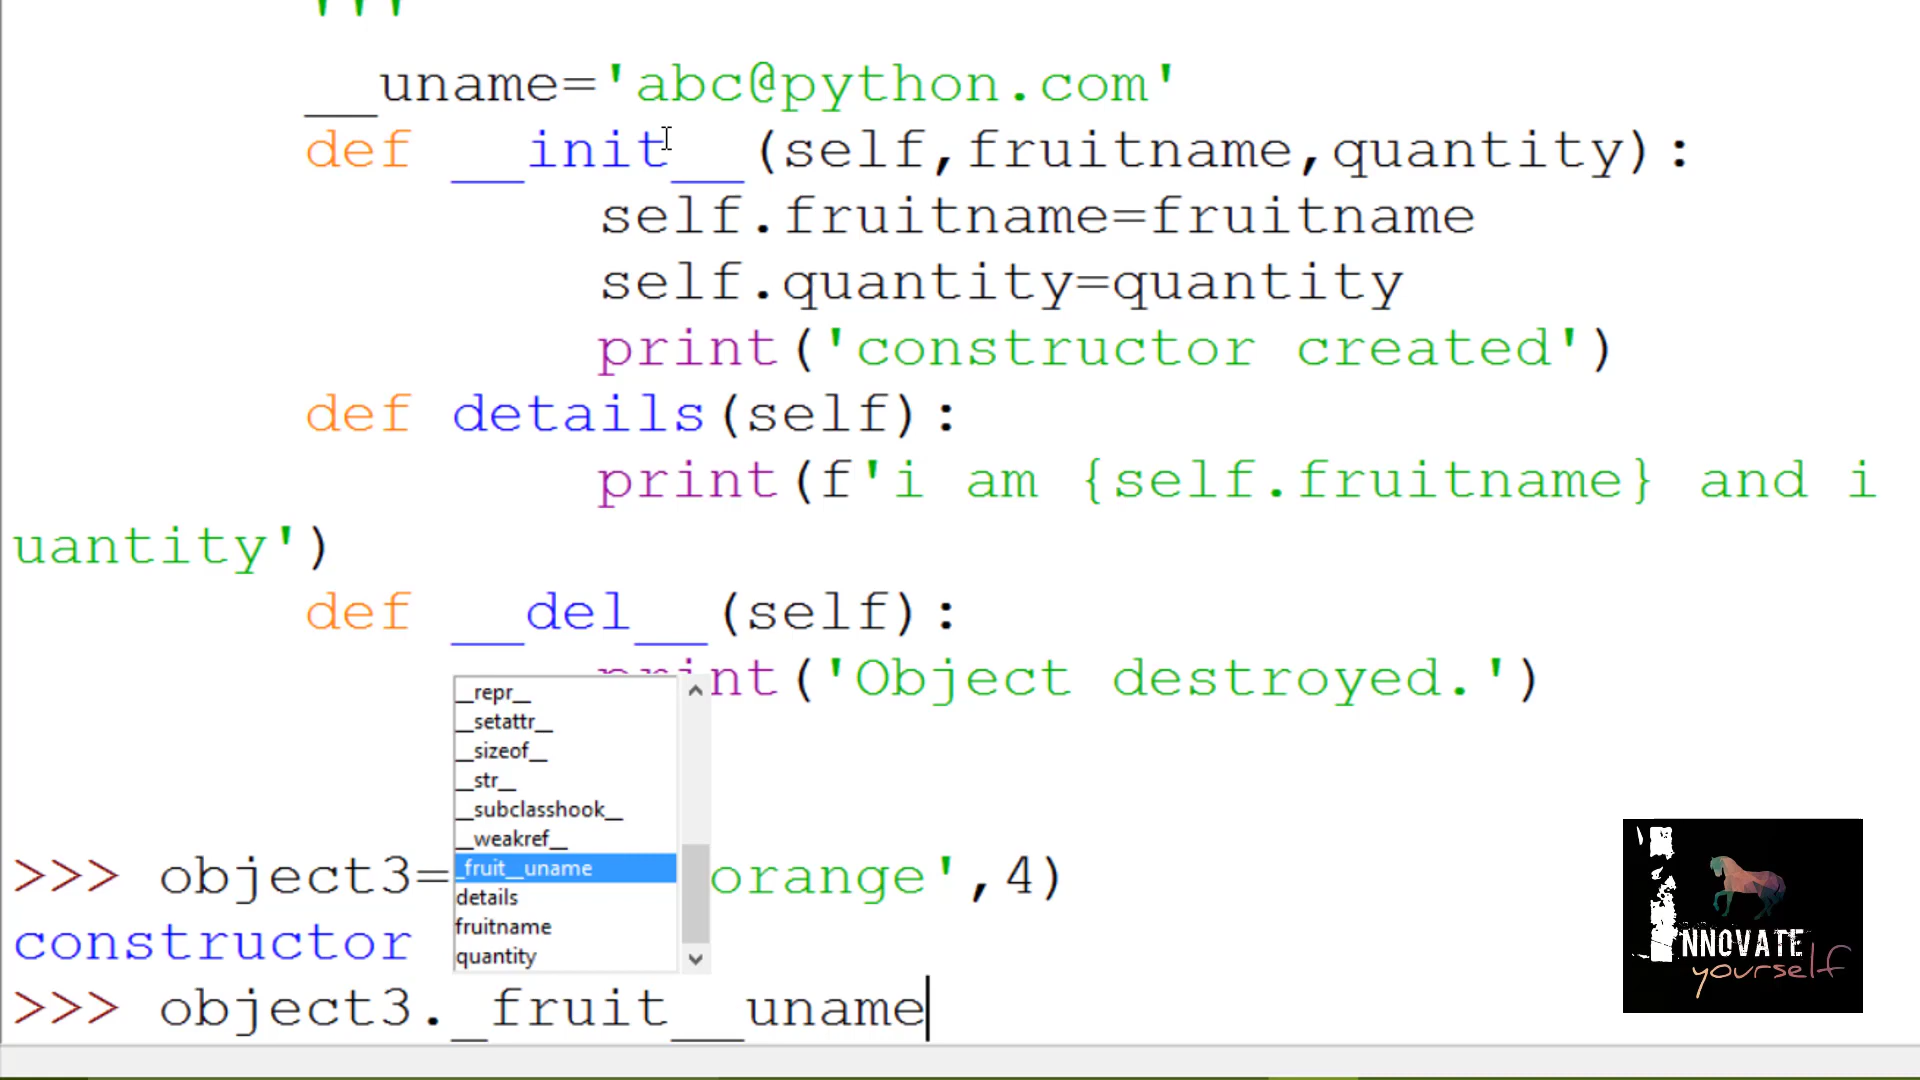 '''
__uname='abc@python.com'
def __init__(self,fruitname,quantity):
self.fruitname=fruitname
self.quantity=quantity
print('constructor created')
def details(self):
print(f'i am {self.fruitname} and i
uantity')
def __del__(self):
print('Object destroyed.')
__repr__
__setattr__
__sizeof__
__str__
__subclasshook__
__weakref__
_fruit__uname
details
fruitname
quantity
>>> object3= orange',4)
constructor
>>> object3._fruit__uname
INNOVATE
yourself